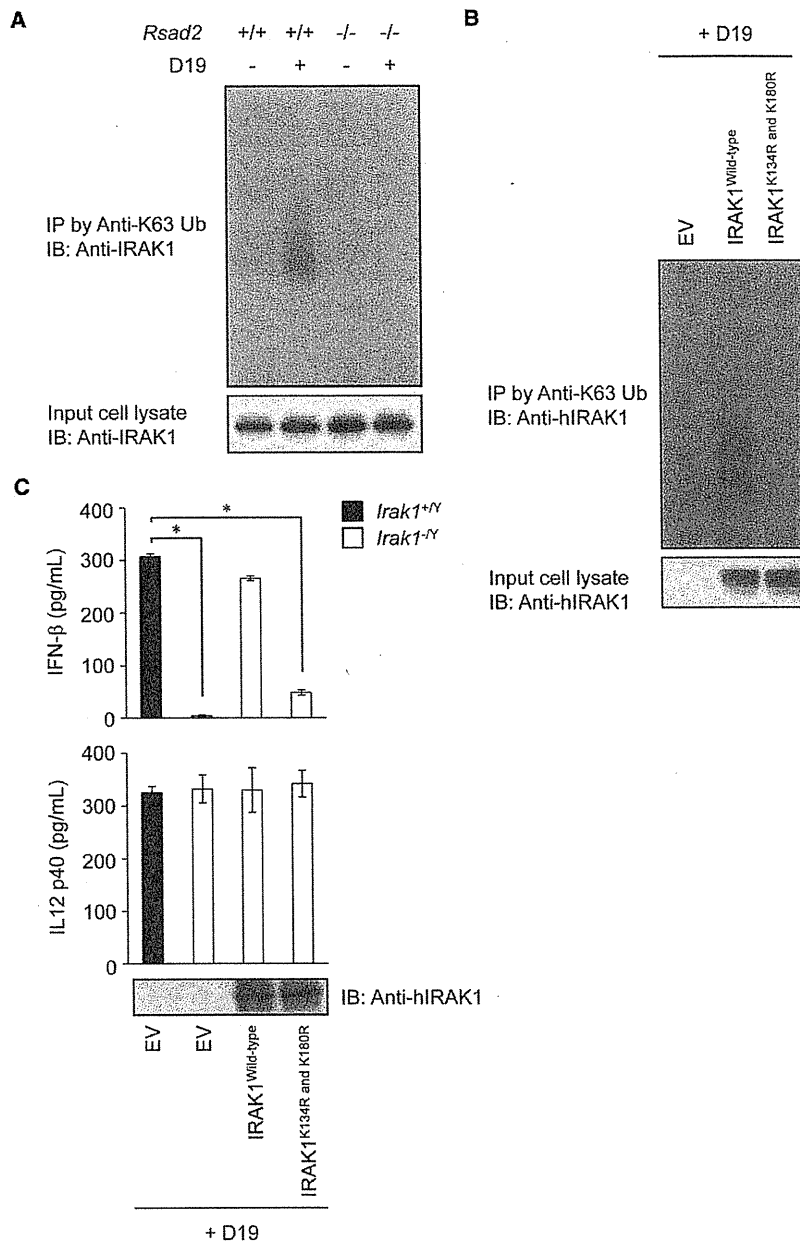 A
Rsad2 +/+ +/+ -/- -/-
D19 - + - +
IP by Anti-K63 Ub
IB: Anti-IRAK1
Input cell lysate
IB: Anti-IRAK1
B
+ D19
EV
IRAK1Wild-type
IRAK1K134R and K180R
IP by Anti-K63 Ub
IB: Anti-hIRAK1
Input cell lysate
IB: Anti-hIRAK1
C
IFN-β (pg/mL)
400
300
200
100
0
*
*
Irak1+/Y
Irak1-/Y
IL12 p40 (pg/mL)
400
300
200
100
0
IB: Anti-hIRAK1
EV
EV
IRAK1Wild-type
IRAK1K134R and K180R
+ D19